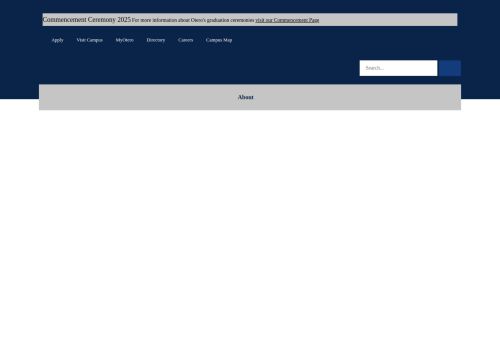 Commencement Ceremony 2025 For more information about Otero's graduation ceremonies visit our Commencement Page
Apply Visit Campus MyOtero Directory Careers Campus Map
Search...
About